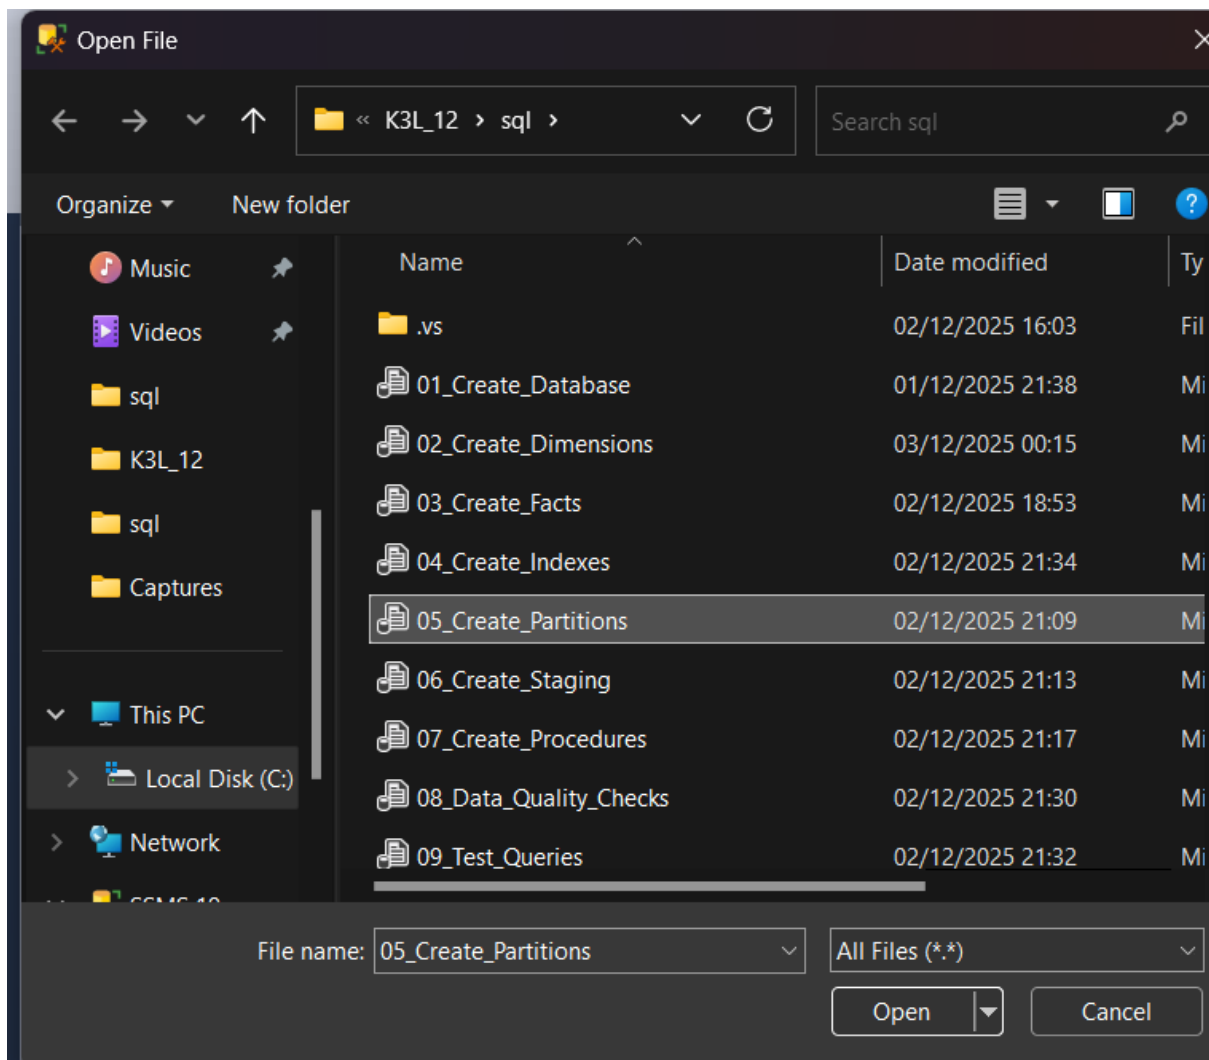 Open File
« K3L_12 > sql >
Search sql
Organize
New folder
Name
Date modified
Ty
Music
Videos
sql
K3L_12
sql
Captures
This PC
Local Disk (C:)
Network
.vs 02/12/2025 16:03 Fil
01_Create_Database 01/12/2025 21:38 Mi
02_Create_Dimensions 03/12/2025 00:15 Mi
03_Create_Facts 02/12/2025 18:53 Mi
04_Create_Indexes 02/12/2025 21:34 Mi
05_Create_Partitions 02/12/2025 21:09 Mi
06_Create_Staging 02/12/2025 21:13 Mi
07_Create_Procedures 02/12/2025 21:17 Mi
08_Data_Quality_Checks 02/12/2025 21:30 Mi
09_Test_Queries 02/12/2025 21:32 Mi
File name: 05_Create_Partitions
All Files (*.*)
Open
Cancel